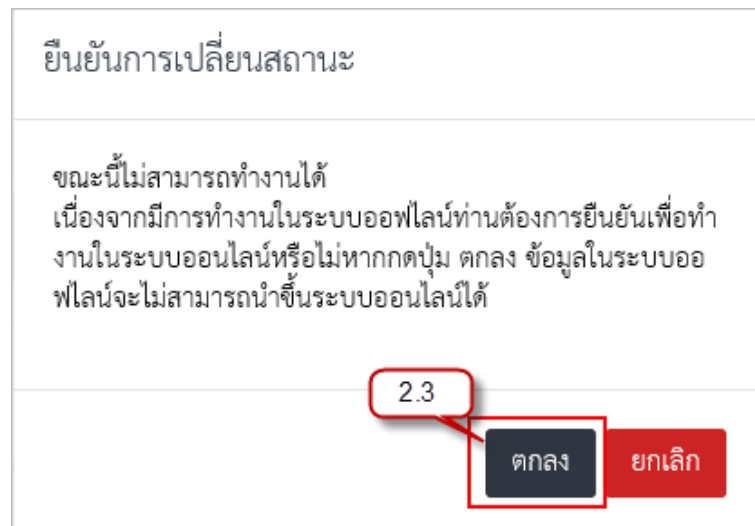 ยืนยันการเปลี่ยนสถานะ
ขณะนี้ไม่สามารถทำงานได้
เนื่องจากมีการทำงานในระบบออฟไลน์ท่านต้องการยืนยันเพื่อทำ
งานในระบบออนไลน์หรือไม่หากกดปุ่ม ตกลง ข้อมูลในระบบออ
ฟไลน์จะไม่สามารถนำขึ้นระบบออนไลน์ได้
2.3
ตกลง ยกเลิก